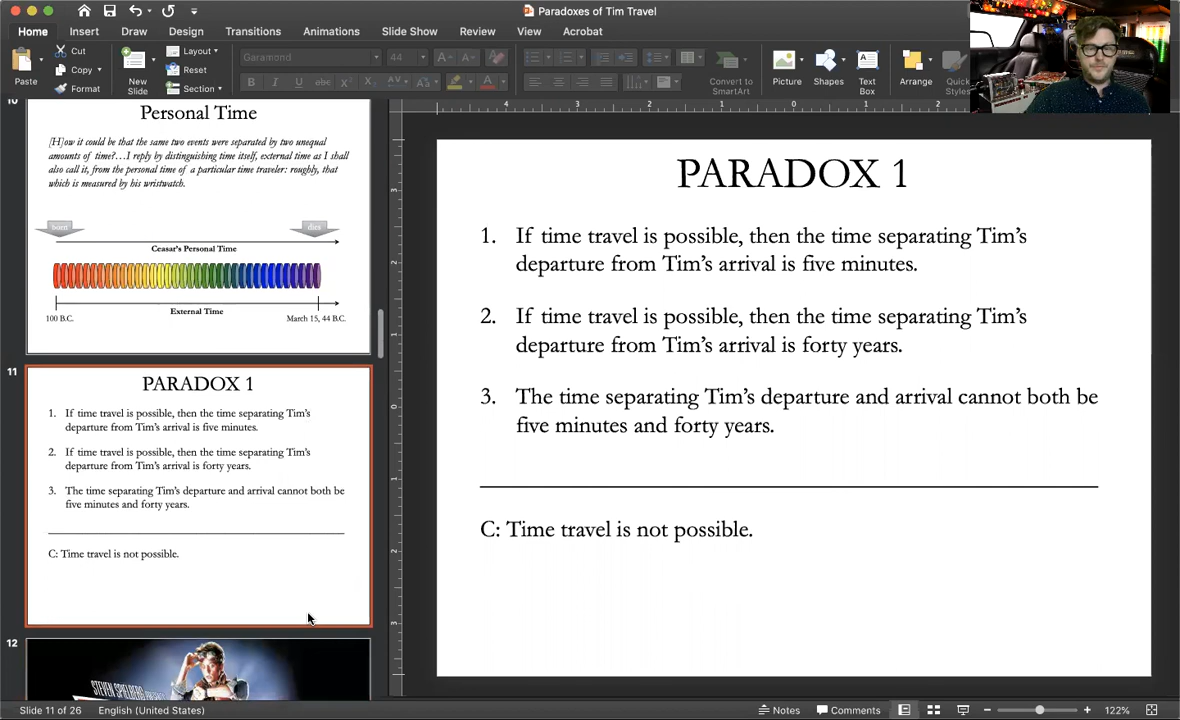 Paradoxes of Tim Travel
Home Insert Draw Design Transitions Animations Slide Show Review View Acrobat
Paste
Cut
Copy
Format
New
Slide
Layout
Reset
Section
Garamond 44
Convert to
SmartArt
Picture
Shapes
Text
Box
Arrange
Quick
Styles
Personal Time
[H]ow it could be that the same two events were separated by two unequal
amounts of time?…I reply by distinguishing time itself, external time as I shall
also call it, from the personal time of a particular time traveler: roughly, that
which is measured by his wristwatch.
born dies
Ceasar's Personal Time
External Time
100 B.C. March 15, 44 B.C.
11
PARADOX 1
1. If time travel is possible, then the time separating Tim's
departure from Tim's arrival is five minutes.
2. If time travel is possible, then the time separating Tim's
departure from Tim's arrival is forty years.
3. The time separating Tim's departure and arrival cannot both be
five minutes and forty years.
C: Time travel is not possible.
12
STEVEN SPIELBERG
PARADOX 1
1. If time travel is possible, then the time separating Tim's
departure from Tim's arrival is five minutes.
2. If time travel is possible, then the time separating Tim's
departure from Tim's arrival is forty years.
3. The time separating Tim's departure and arrival cannot both be
five minutes and forty years.
C: Time travel is not possible.
Slide 11 of 26 English (United States) Notes Comments 122%